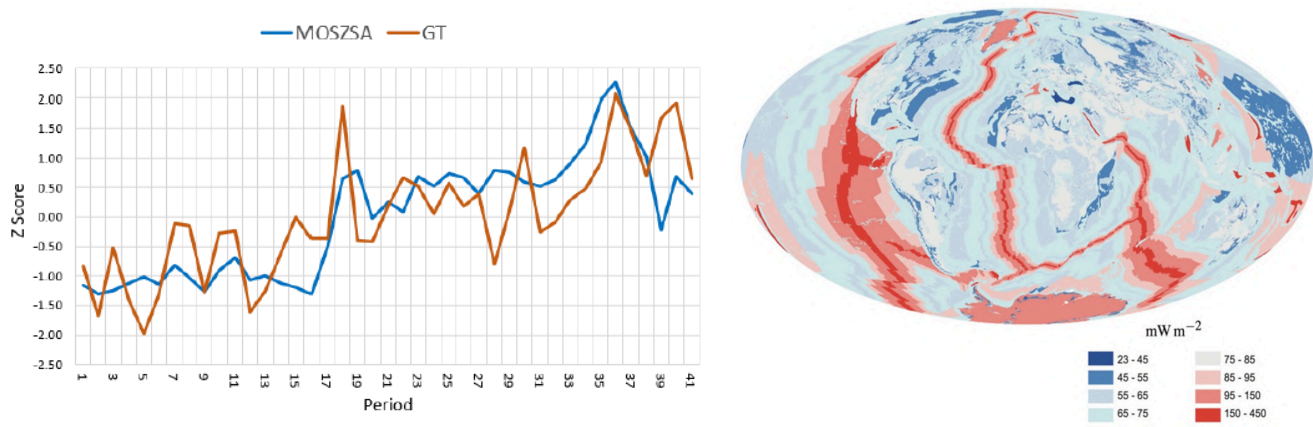 MOSZSA GT
2.50
2.00
1.50
1.00
0.50
0.00
-0.50
-1.00
-1.50
-2.00
-2.50
Z Score
1 3 5 7 9 11 13 15 17 19 21 23 25 27 29 31 33 35 37 39 41
Period
mW m−2
23 - 45 75 - 85
45 - 55 85 - 95
55 - 65 95 - 150
65 - 75 150 - 450